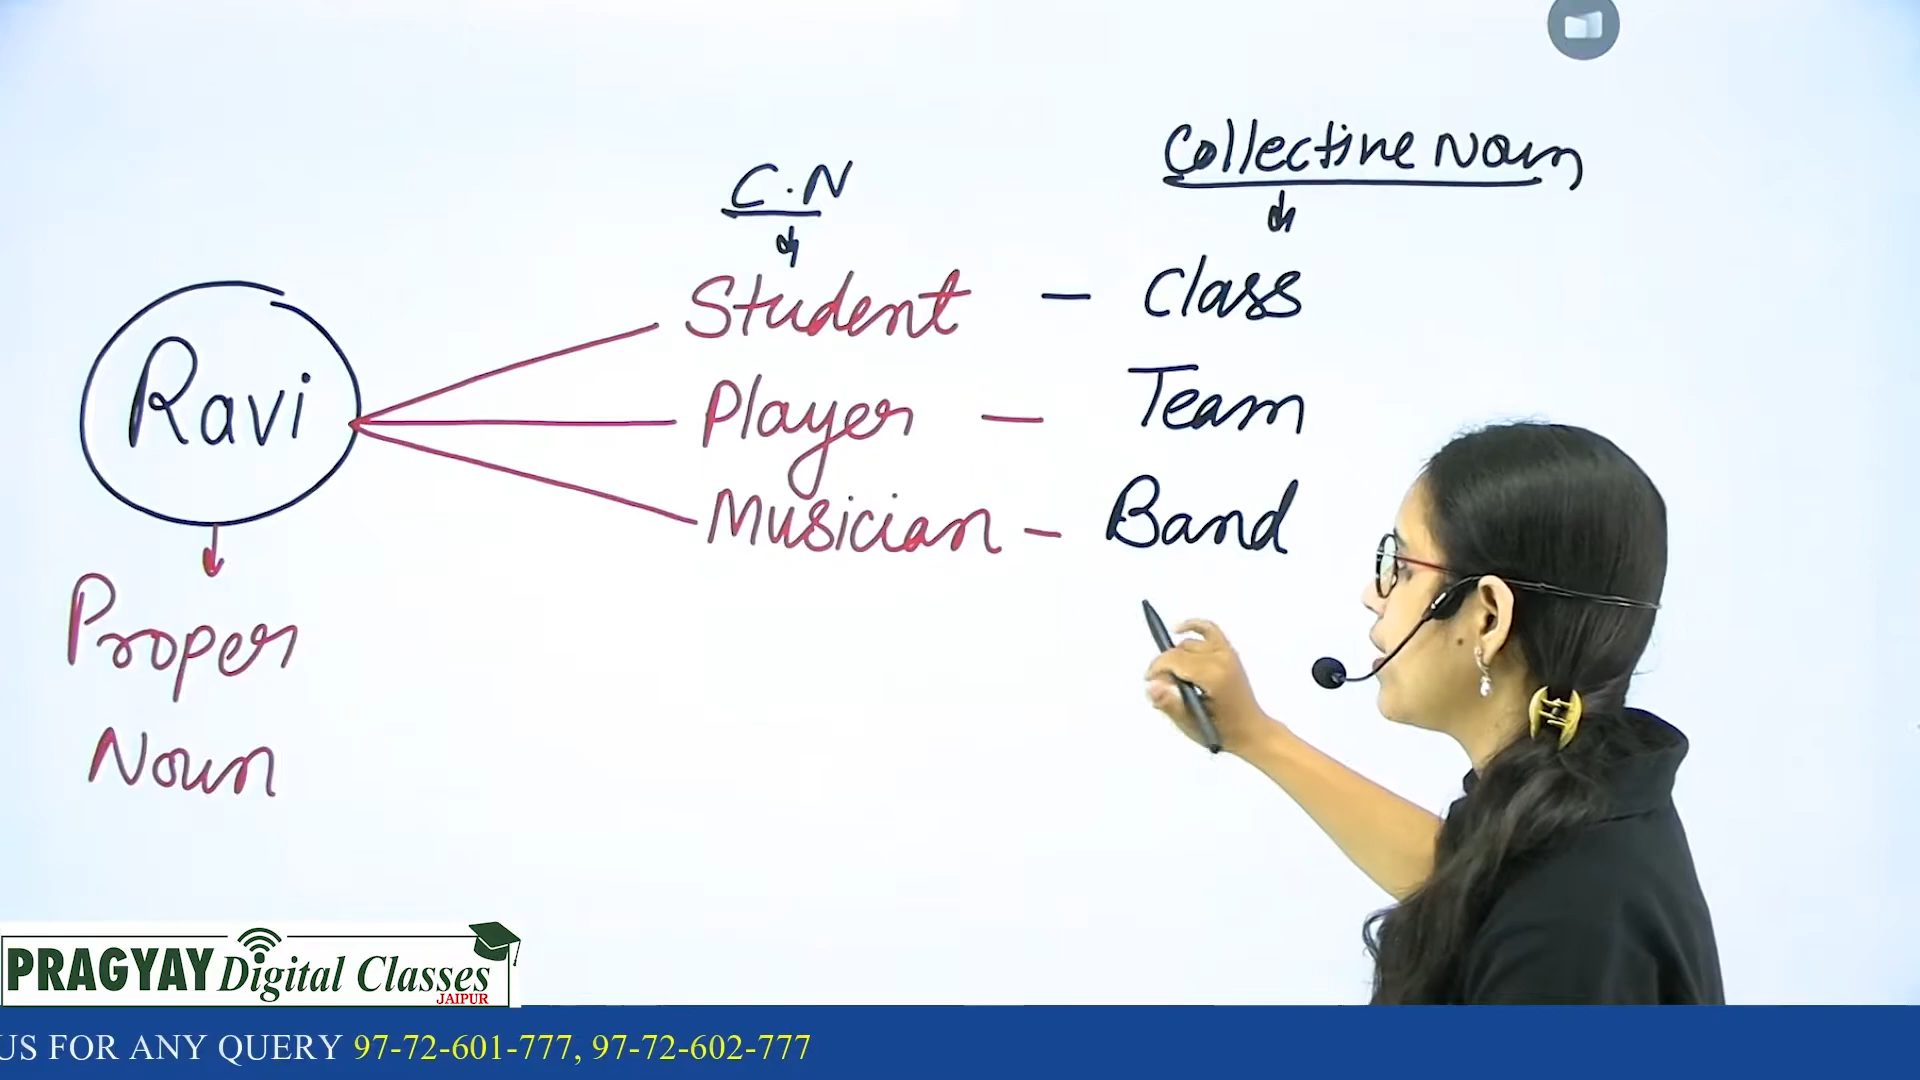 Collective Noun
C.N
Student - Class
Ravi
Player - Team
Musician - Band
Proper
Noun
PRAGYAY Digital Classes
JAIPUR
US FOR ANY QUERY 97-72-601-777, 97-72-602-777